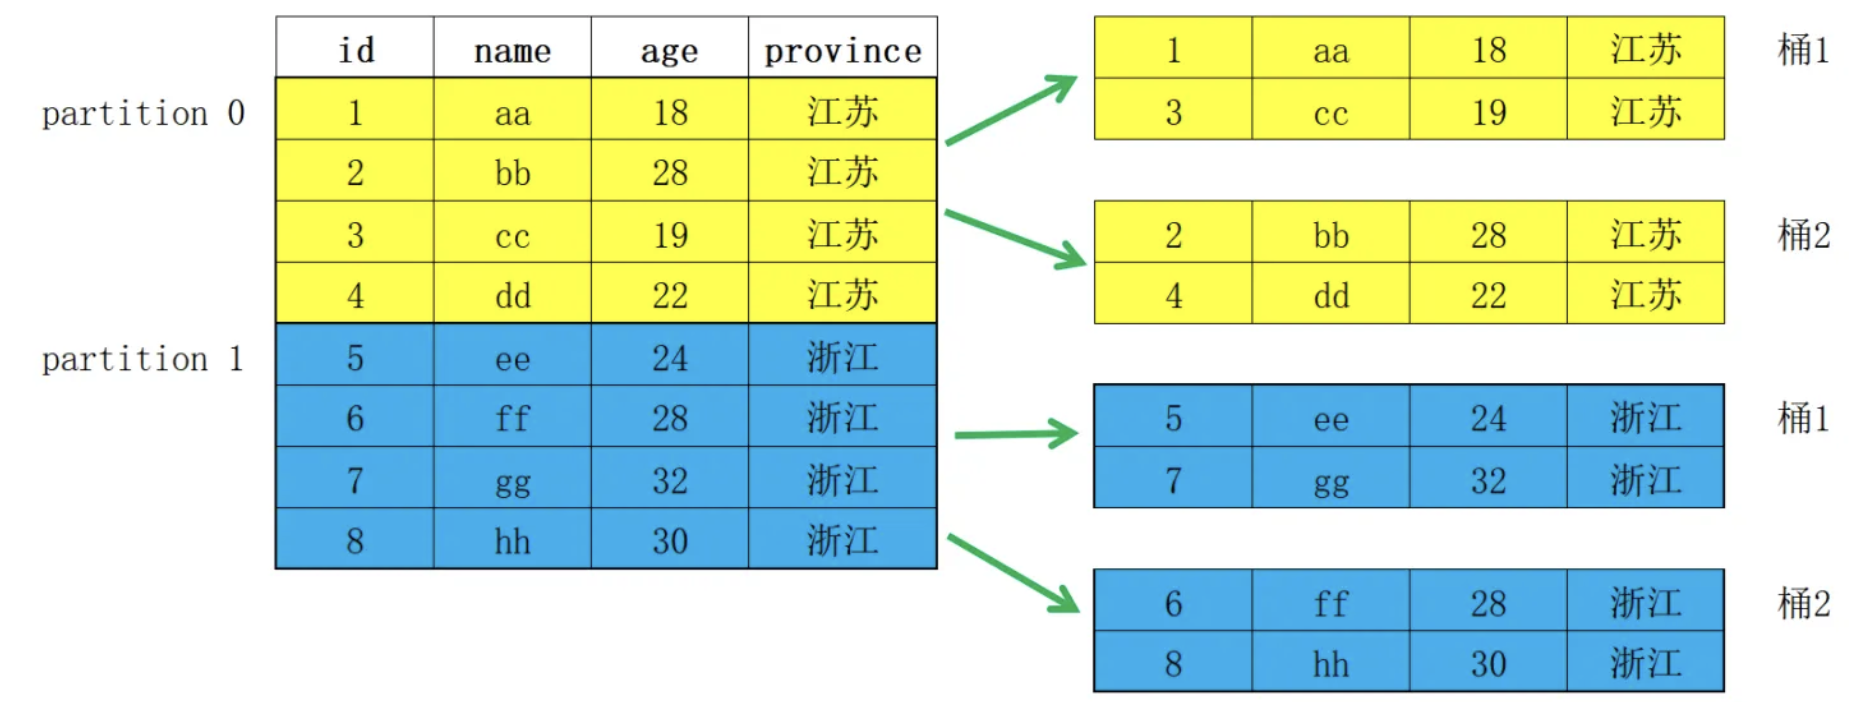 id name age province
partition 0 1 aa 18 江苏
2 bb 28 江苏
3 cc 19 江苏
4 dd 22 江苏
partition 1 5 ee 24 浙江
6 ff 28 浙江
7 gg 32 浙江
8 hh 30 浙江
1 aa 18 江苏 桶1
3 cc 19 江苏
2 bb 28 江苏 桶2
4 dd 22 江苏
5 ee 24 浙江 桶1
7 gg 32 浙江
6 ff 28 浙江 桶2
8 hh 30 浙江